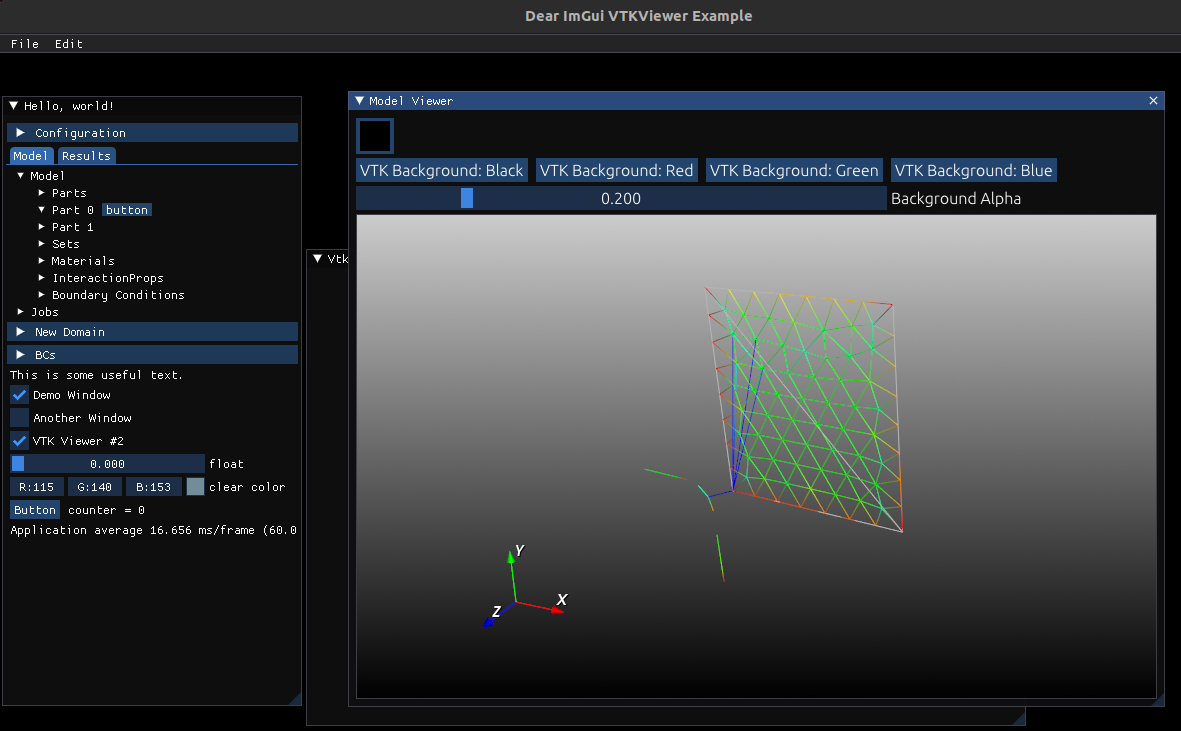 Dear ImGui VTKViewer Example
File Edit
Hello, world!
Configuration
Model Results
Model
Parts
Part 0 button
Part 1
Sets
Materials
InteractionProps
Boundary Conditions
Jobs
New Domain
BCs
This is some useful text.
Demo Window
Another Window
VTK Viewer #2
0.000 float
R:115 G:140 B:153 clear color
Button counter = 0
Application average 16.656 ms/frame (60.0
Vtk
Model Viewer
VTK Background: Black VTK Background: Red VTK Background: Green VTK Background: Blue
0.200 Background Alpha
Y
X
Z